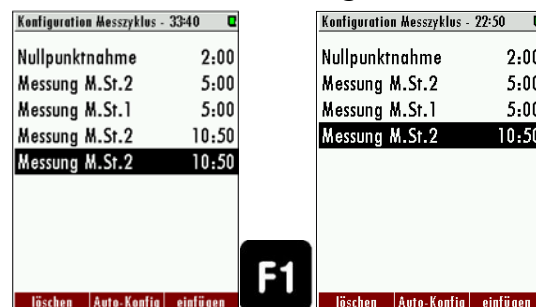 Konfiguration Messzyklus - 33:40
Nullpunktnahme 2:00
Messung M.St.2 5:00
Messung M.St.1 5:00
Messung M.St.2 10:50
Messung M.St.2 10:50
löschen Auto-Konfig einfügen
F1
Konfiguration Messzyklus - 22:50
Nullpunktnahme 2:00
Messung M.St.2 5:00
Messung M.St.1 5:00
Messung M.St.2 10:50
löschen Auto-Konfig einfügen